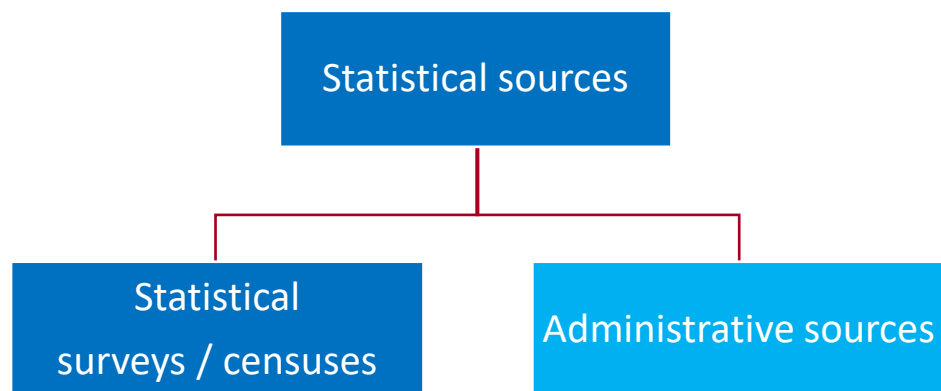 Statistical sources
Statistical
surveys / censuses
Administrative sources